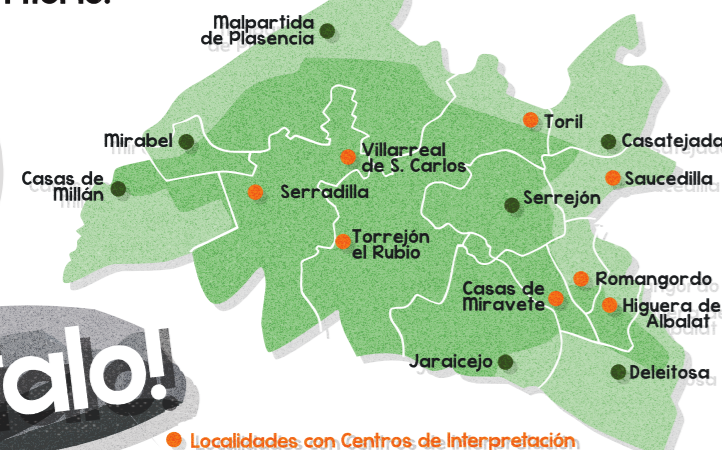 Malpartida
de Plasencia
Toril
Mirabel
Casatejada
Villarreal
de S. Carlos
Casas de
Millán
Saucedilla
Serradilla
Serrejón
Torrejón
el Rubio
Romangordo
Casas de
Miravete
Higuera de
Albalat
Jaraicejo
Deleitosa
talo!
Localidades con Centros de Interpretación